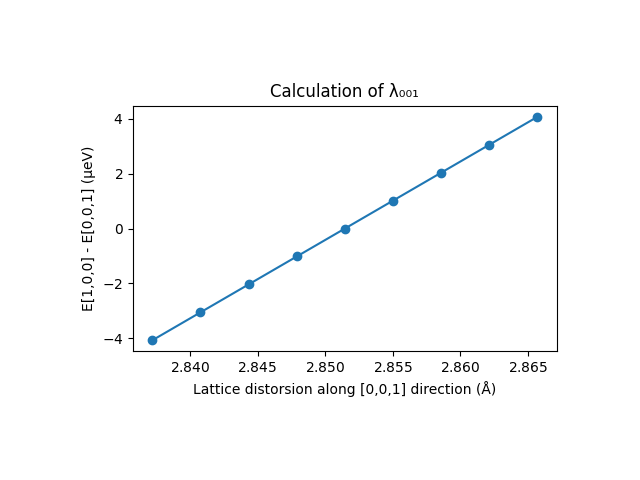 Calculation of λ₀₀₁
E[1,0,0] - E[0,0,1] (μeV)
4
2
0
−2
−4
2.840 2.845 2.850 2.855 2.860 2.865
Lattice distorsion along [0,0,1] direction (Å)